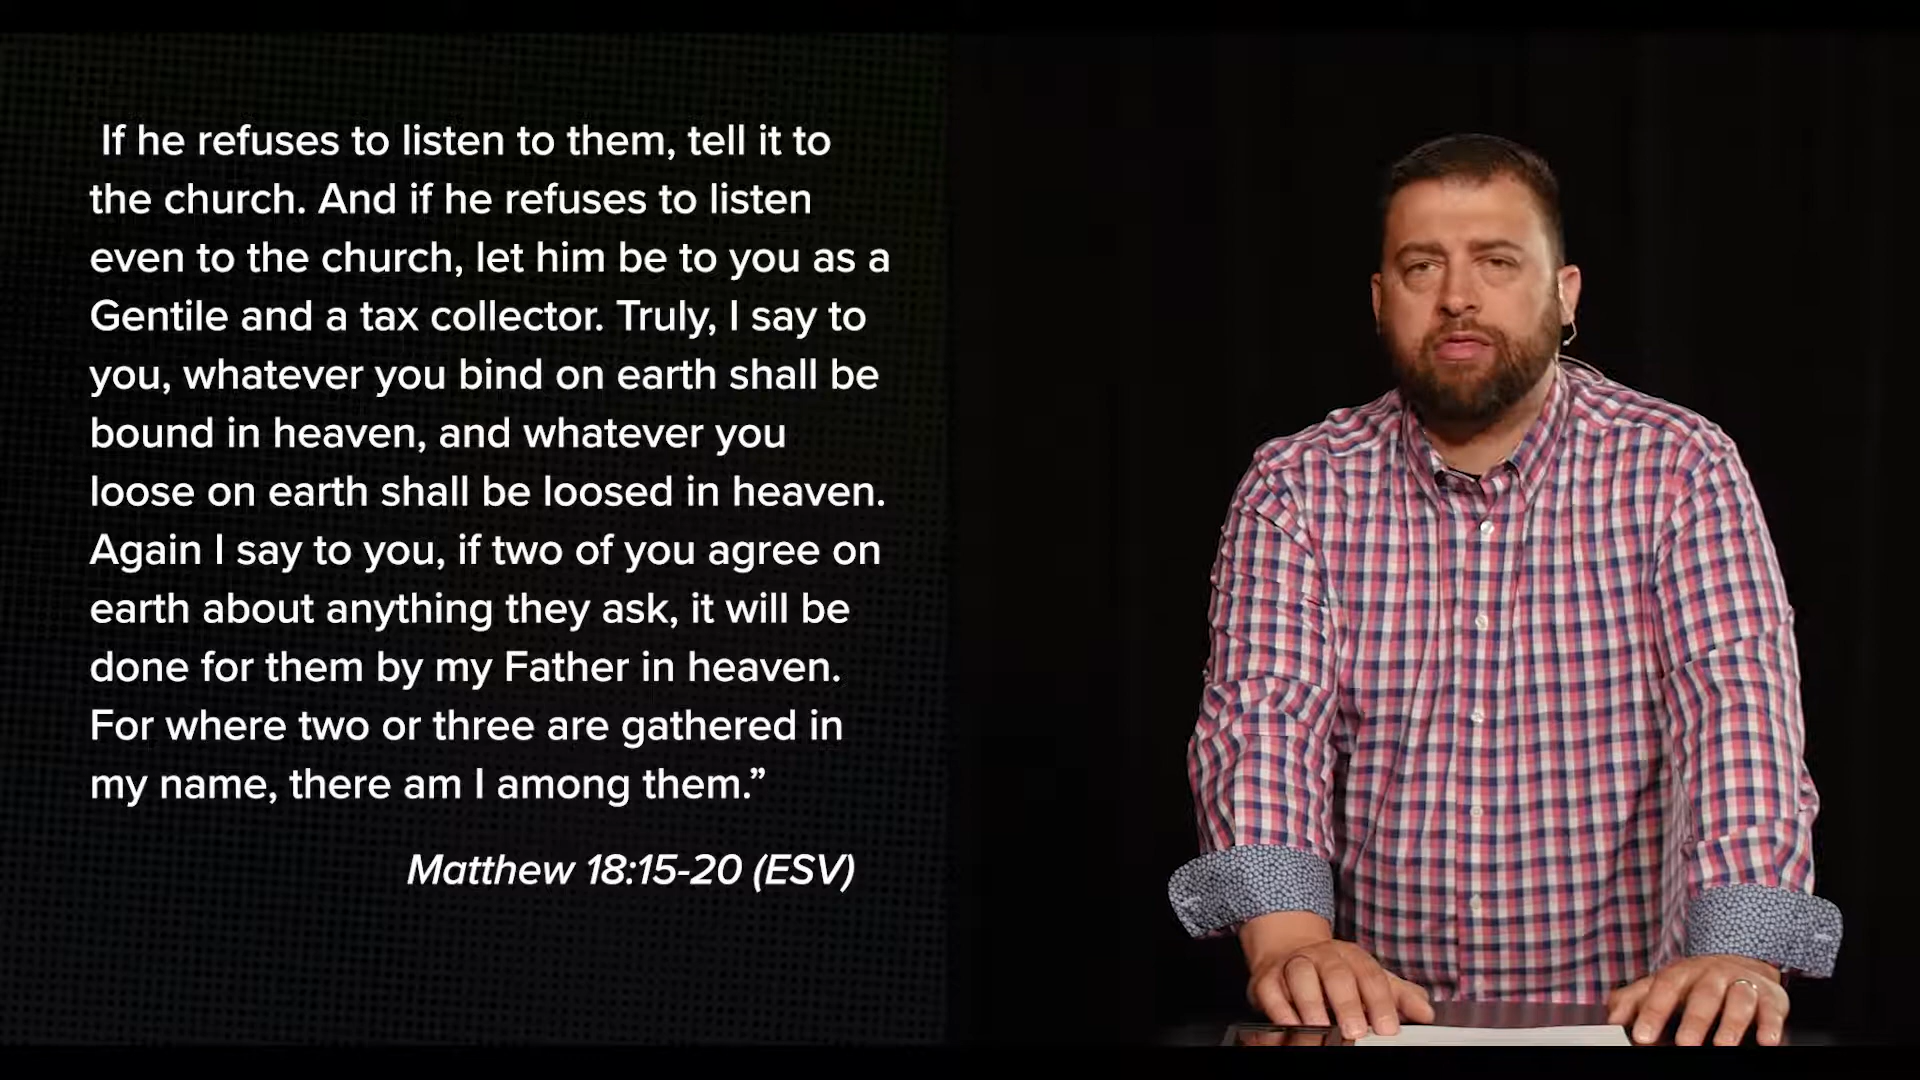 If he refuses to listen to them, tell it to
the church. And if he refuses to listen
even to the church, let him be to you as a
Gentile and a tax collector. Truly, I say to
you, whatever you bind on earth shall be
bound in heaven, and whatever you
loose on earth shall be loosed in heaven.
Again I say to you, if two of you agree on
earth about anything they ask, it will be
done for them by my Father in heaven.
For where two or three are gathered in
my name, there am I among them.”
Matthew 18:15-20 (ESV)